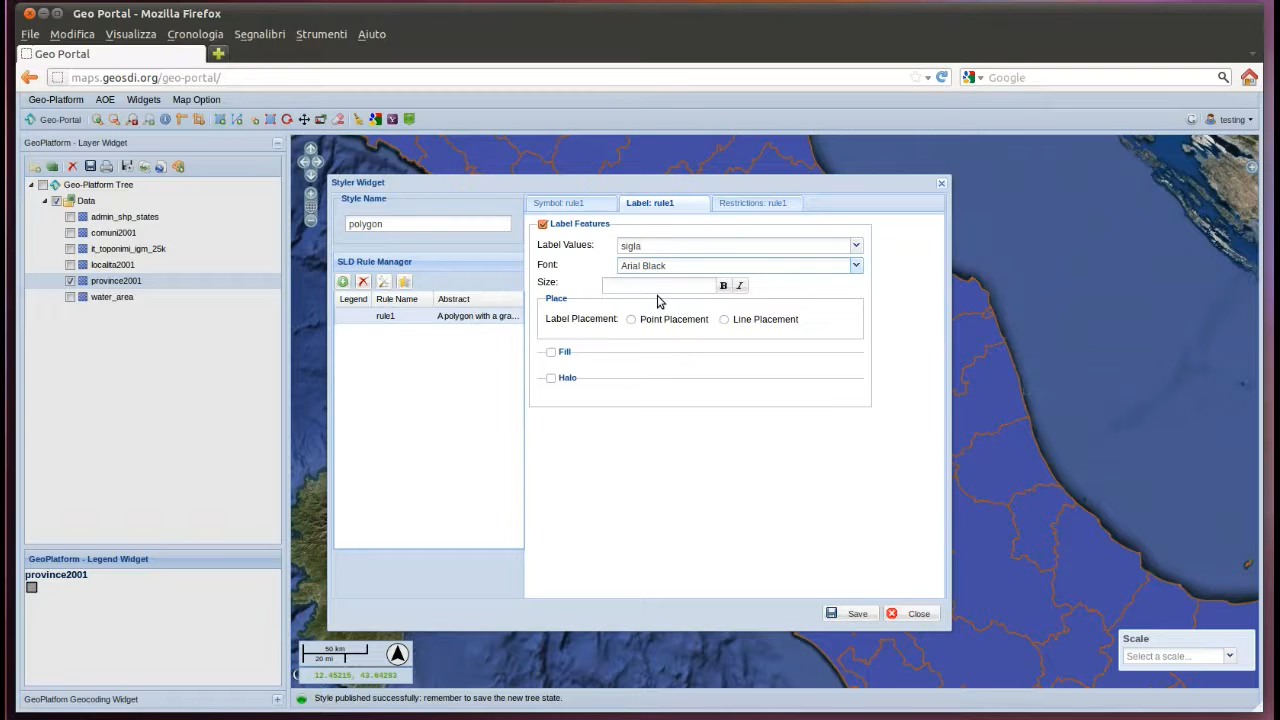 Geo Portal - Mozilla Firefox
File Modifica Visualizza Cronologia Segnalibri Strumenti Aiuto
Geo Portal
maps.geosdi.org/geo-portal/
Google
Geo-Platform AOE Widgets Map Option
Geo-Portal
testing
GeoPlatform - Layer Widget
Geo-Platform Tree
Data
admin_shp_states
comuni2001
it_toponimi_igm_25k
localita2001
province2001
water_area
GeoPlatform - Legend Widget
province2001
GeoPlatform Geocoding Widget
Styler Widget
Style Name
polygon
SLD Rule Manager
Legend Rule Name Abstract
rule1 A polygon with a gra...
Symbol: rule1 Label: rule1 Restrictions: rule1
Label Features
Label Values: sigla
Font: Arial Black
Size: B I
Place
Label Placement: Point Placement Line Placement
Fill
Halo
Save Close
50 km
20 mi
12.45215, 43.04283
Scale
Select a scale...
Style published successfully: remember to save the new tree state.